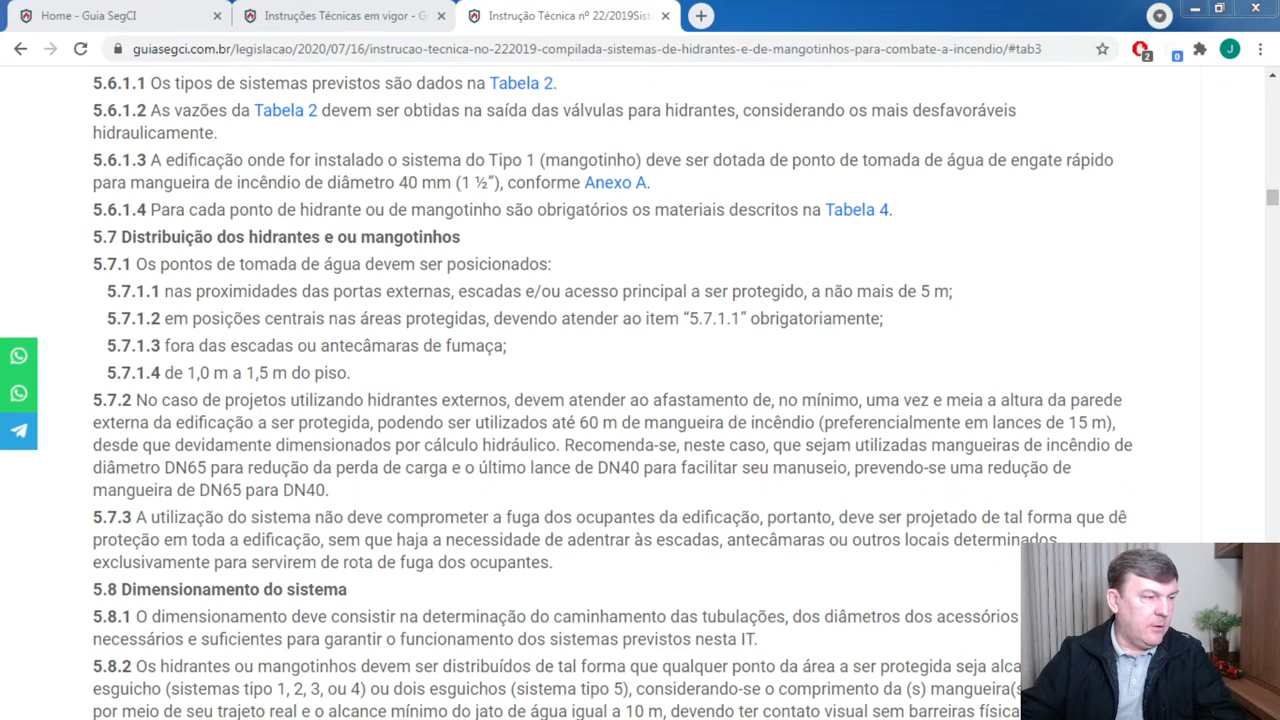 Home - Guia SegCI
Instruções Técnicas em vigor - G
Instrução Técnica nº 22/2019Sist
guiasegci.com.br/legislacao/2020/07/16/instrucao-tecnica-no-222019-compilada-sistemas-de-hidrantes-e-de-mangotinhos-para-combate-a-incendio/#tab3
2
0
J
5.6.1.1 Os tipos de sistemas previstos são dados na Tabela 2.
5.6.1.2 As vazões da Tabela 2 devem ser obtidas na saída das válvulas para hidrantes, considerando os mais desfavoráveis
hidraulicamente.
5.6.1.3 A edificação onde for instalado o sistema do Tipo 1 (mangotinho) deve ser dotada de ponto de tomada de água de engate rápido
para mangueira de incêndio de diâmetro 40 mm (1 ½”), conforme Anexo A.
5.6.1.4 Para cada ponto de hidrante ou de mangotinho são obrigatórios os materiais descritos na Tabela 4.
5.7 Distribuição dos hidrantes e ou mangotinhos
5.7.1 Os pontos de tomada de água devem ser posicionados:
5.7.1.1 nas proximidades das portas externas, escadas e/ou acesso principal a ser protegido, a não mais de 5 m;
5.7.1.2 em posições centrais nas áreas protegidas, devendo atender ao item “5.7.1.1” obrigatoriamente;
5.7.1.3 fora das escadas ou antecâmaras de fumaça;
5.7.1.4 de 1,0 m a 1,5 m do piso.
5.7.2 No caso de projetos utilizando hidrantes externos, devem atender ao afastamento de, no mínimo, uma vez e meia a altura da parede
externa da edificação a ser protegida, podendo ser utilizados até 60 m de mangueira de incêndio (preferencialmente em lances de 15 m),
desde que devidamente dimensionados por cálculo hidráulico. Recomenda-se, neste caso, que sejam utilizadas mangueiras de incêndio de
diâmetro DN65 para redução da perda de carga e o último lance de DN40 para facilitar seu manuseio, prevendo-se uma redução de
mangueira de DN65 para DN40.
5.7.3 A utilização do sistema não deve comprometer a fuga dos ocupantes da edificação, portanto, deve ser projetado de tal forma que dê
proteção em toda a edificação, sem que haja a necessidade de adentrar às escadas, antecâmaras ou outros locais determinados
exclusivamente para servirem de rota de fuga dos ocupantes.
5.8 Dimensionamento do sistema
5.8.1 O dimensionamento deve consistir na determinação do caminhamento das tubulações, dos diâmetros dos acessórios
necessários e suficientes para garantir o funcionamento dos sistemas previstos nesta IT.
5.8.2 Os hidrantes ou mangotinhos devem ser distribuídos de tal forma que qualquer ponto da área a ser protegida seja alca
esguicho (sistemas tipo 1, 2, 3, ou 4) ou dois esguichos (sistema tipo 5), considerando-se o comprimento da (s) mangueira(s
por meio de seu trajeto real e o alcance mínimo do jato de água igual a 10 m, devendo ter contato visual sem barreiras física